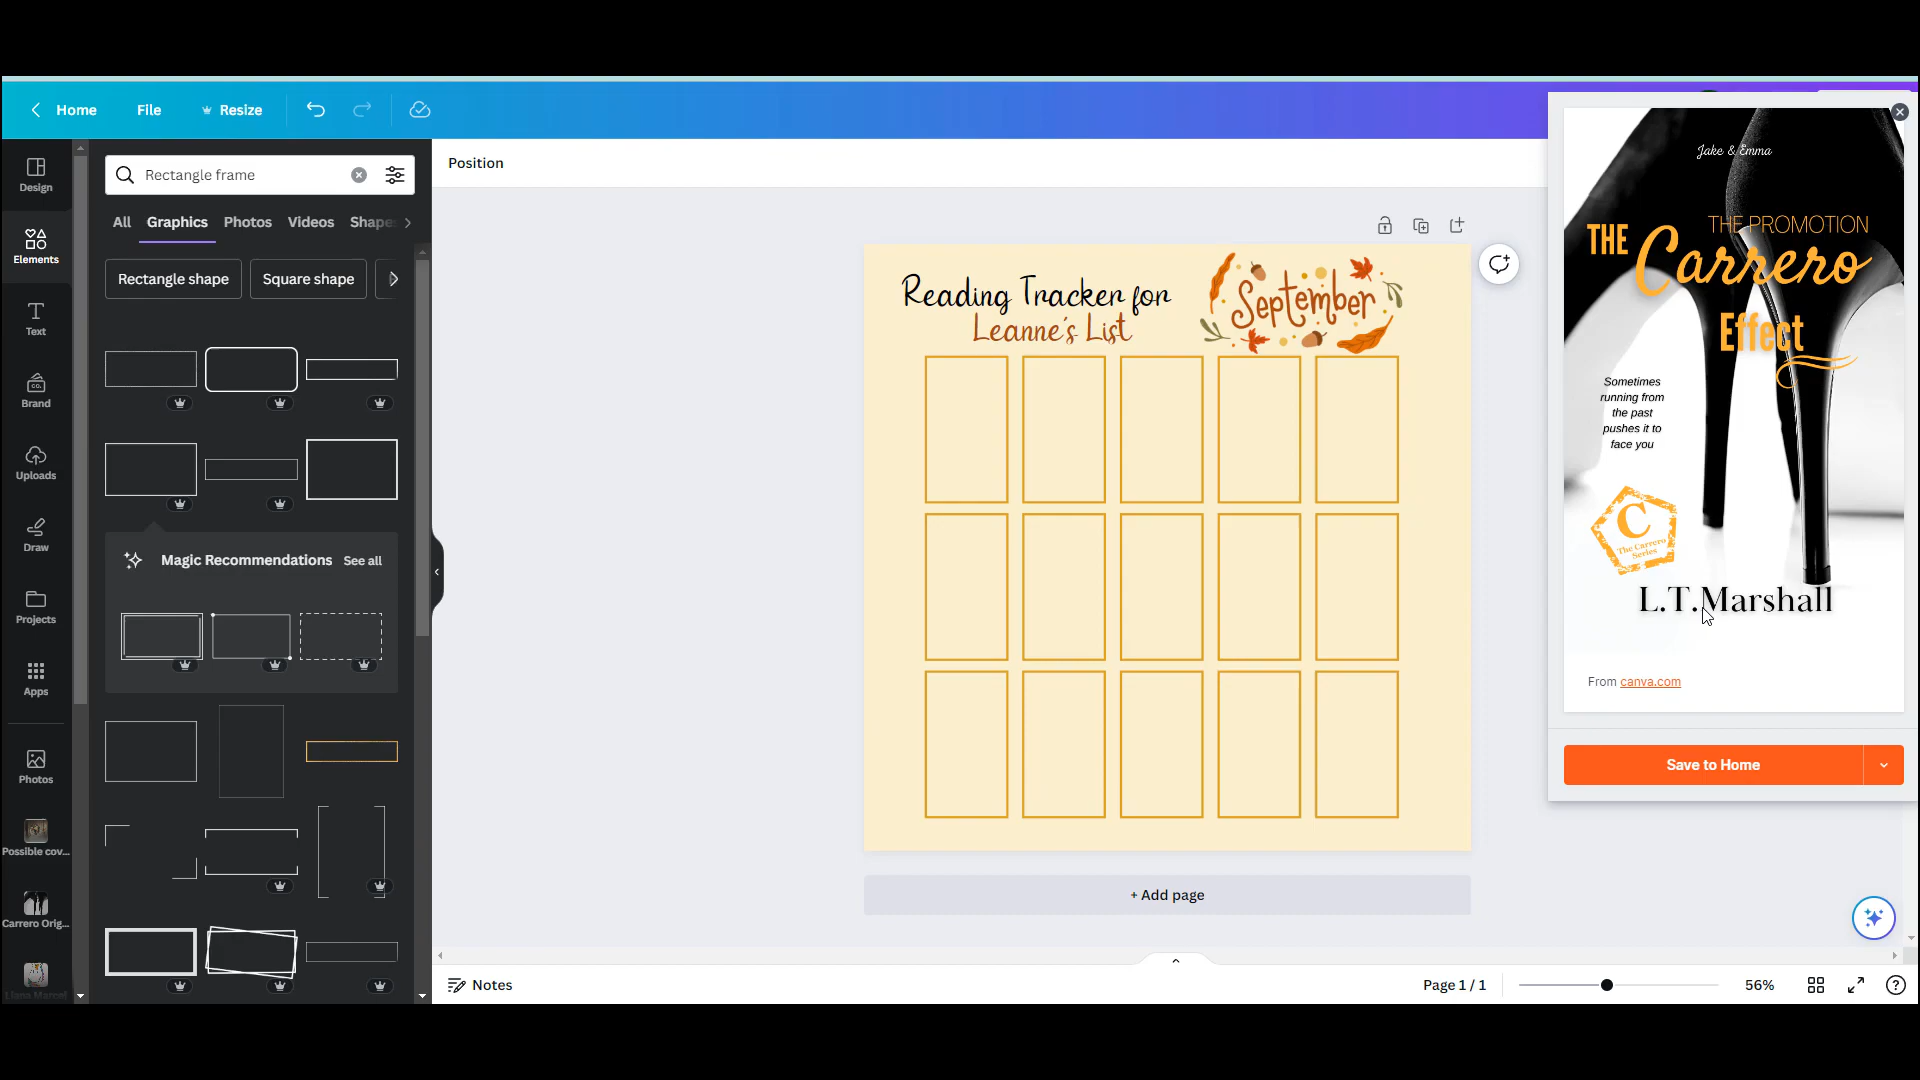 Home
File
Resize
Design
Elements
Text
Brand
Uploads
Draw
Projects
Apps
Photos
Possible cov...
Carrero Orig...
Rectangle frame
All
Graphics
Photos
Videos
Shape
Rectangle shape
Square shape
Magic Recommendations
See all
Position
Reading Tracker for
Leanne's List
September
+ Add page
Notes
Page 1 / 1
56%
Jake & Emma
THE PROMOTION
THE Carrero
Effect
Sometimes
running from
the past
pushes it to
face you
C
The Carrero
Series
L.T.Marshall
From canva.com
Save to Home